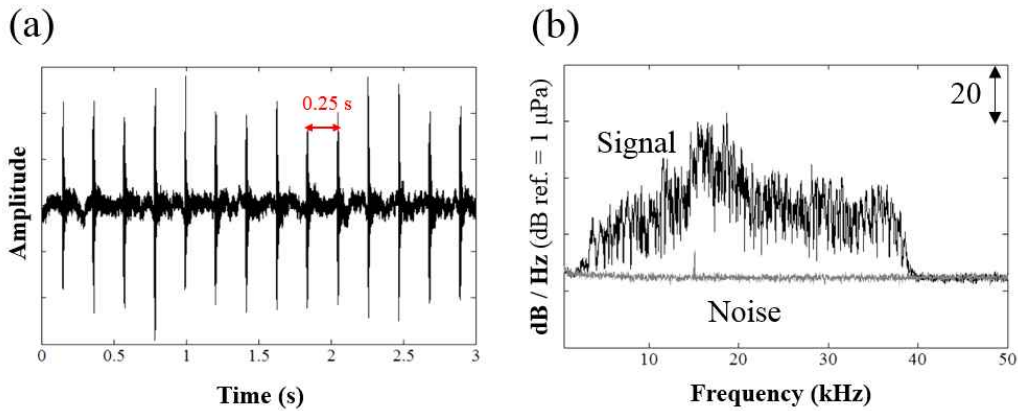 (a)
(b)
Amplitude
0.25 s
0
0.5
1
1.5
2
2.5
3
Time (s)
dB / Hz (dB ref. = 1 μPa)
Signal
20
Noise
10
20
30
40
50
Frequency (kHz)